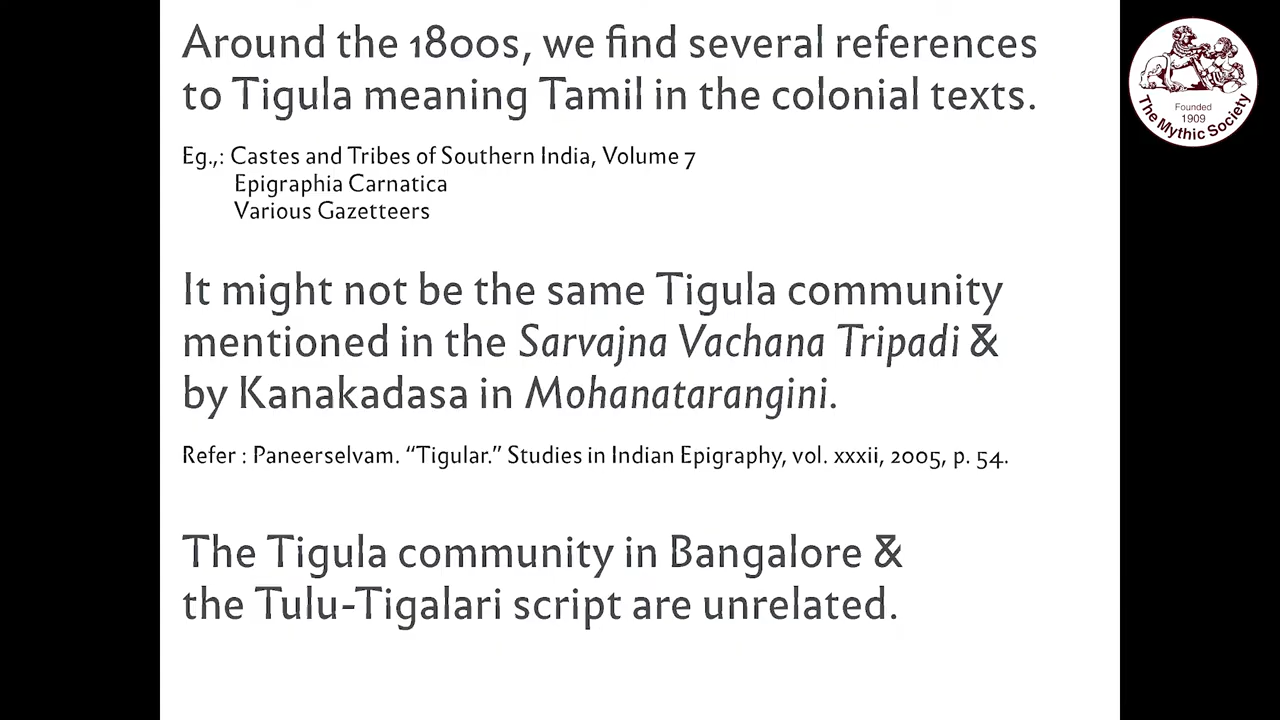 Around the 1800s, we find several references
to Tigula meaning Tamil in the colonial texts.
Eg.,: Castes and Tribes of Southern India, Volume 7
Epigraphia Carnatica
Various Gazetteers
It might not be the same Tigula community
mentioned in the Sarvajna Vachana Tripadi &
by Kanakadasa in Mohanatarangini.
Refer : Paneerselvam. “Tigular.” Studies in Indian Epigraphy, vol. xxxii, 2005, p. 54.
The Tigula community in Bangalore &
the Tulu-Tigalari script are unrelated.
Founded
1909
The Mythic Society